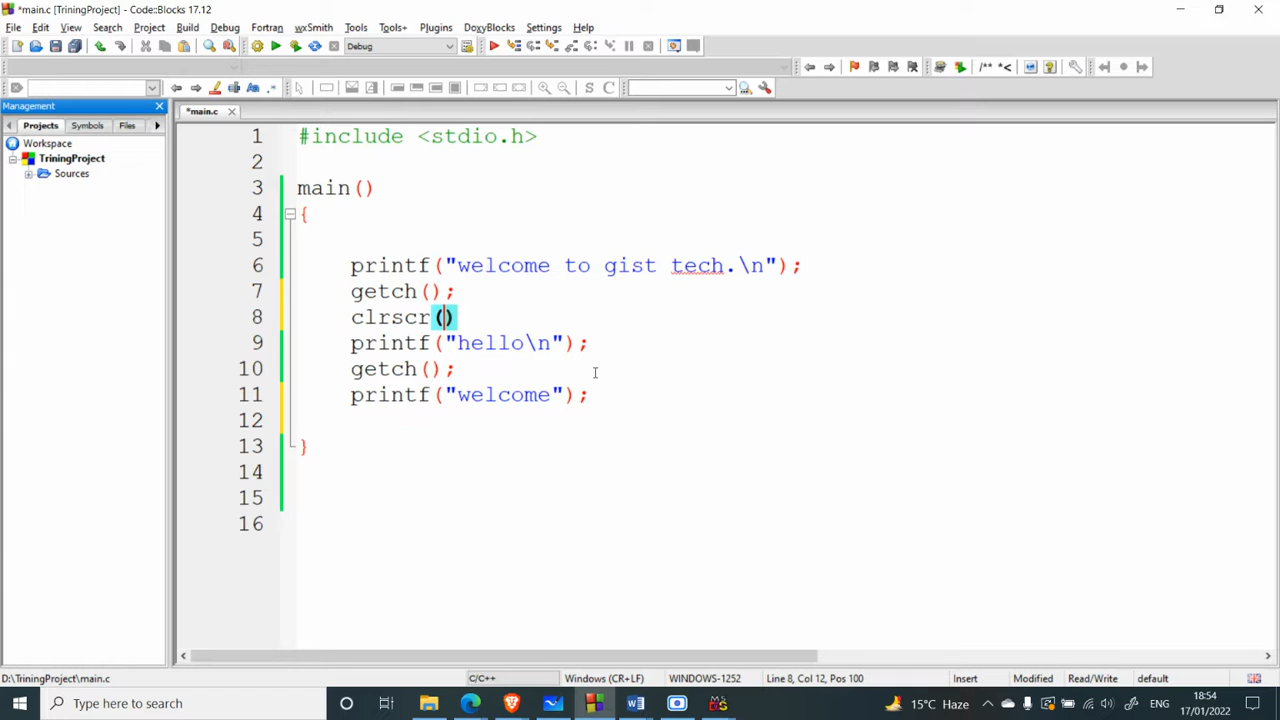 *main.c [TriningProject] - Code::Blocks 17.12
File Edit View Search Project Build Debug Fortran wxSmith Tools Tools+ Plugins DoxyBlocks Settings Help
Debug
/** *<
S C
Management
*main.c
Projects Symbols Files
Workspace
TriningProject
Sources
1 #include <stdio.h>
2
3 main()
4 {
5
6 printf("welcome to gist tech.\n");
7 getch();
8 clrscr()
9 printf("hello\n");
10 getch();
11 printf("welcome");
12
13 }
14
15
16
D:\TriningProject\main.c C/C++ Windows (CR+LF) WINDOWS-1252 Line 8, Col 12, Pos 100 Insert Modified Read/Write default
Type here to search
15°C Haze
ENG
18:54
17/01/2022